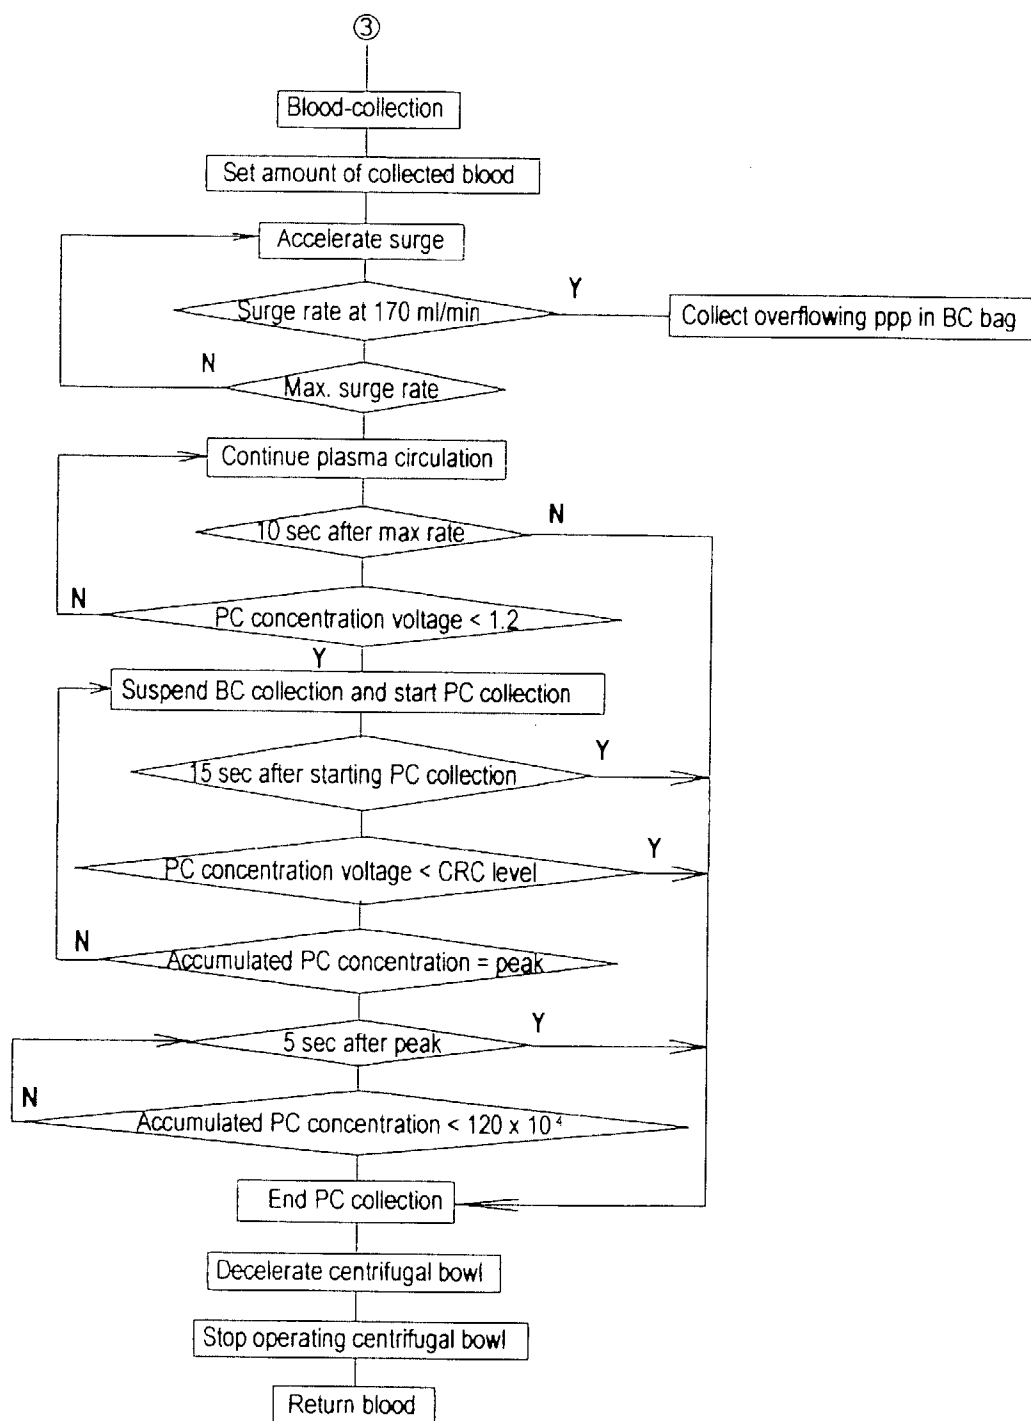 ③
Blood-collection
Set amount of collected blood
Accelerate surge
Y
Surge rate at 170 ml/min
Collect overflowing ppp in BC bag
N
Max. surge rate
Continue plasma circulation
N
10 sec after max rate
N
PC concentration voltage < 1.2
Y
Suspend BC collection and start PC collection
Y
15 sec after starting PC collection
Y
PC concentration voltage < CRC level
N
Accumulated PC concentration = peak
Y
5 sec after peak
N
Accumulated PC concentration < 120 x 10⁴
End PC collection
Decelerate centrifugal bowl
Stop operating centrifugal bowl
Return blood